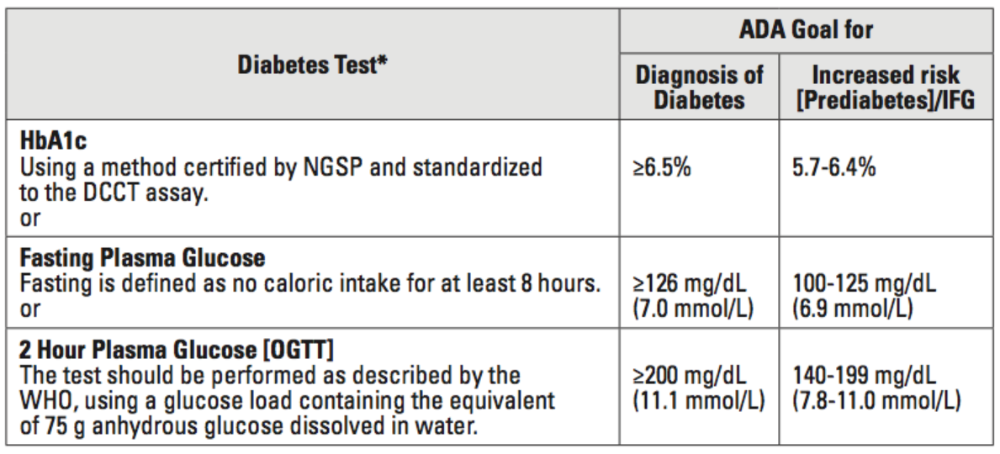 Diabetes Test*
ADA Goal for
Diagnosis of
Diabetes
Increased risk
[Prediabetes]/IFG
HbA1c
Using a method certified by NGSP and standardized
to the DCCT assay.
or
≥6.5%
5.7-6.4%
Fasting Plasma Glucose
Fasting is defined as no caloric intake for at least 8 hours.
or
≥126 mg/dL
(7.0 mmol/L)
100-125 mg/dL
(6.9 mmol/L)
2 Hour Plasma Glucose [OGTT]
The test should be performed as described by the
WHO, using a glucose load containing the equivalent
of 75 g anhydrous glucose dissolved in water.
≥200 mg/dL
(11.1 mmol/L)
140-199 mg/dL
(7.8-11.0 mmol/L)